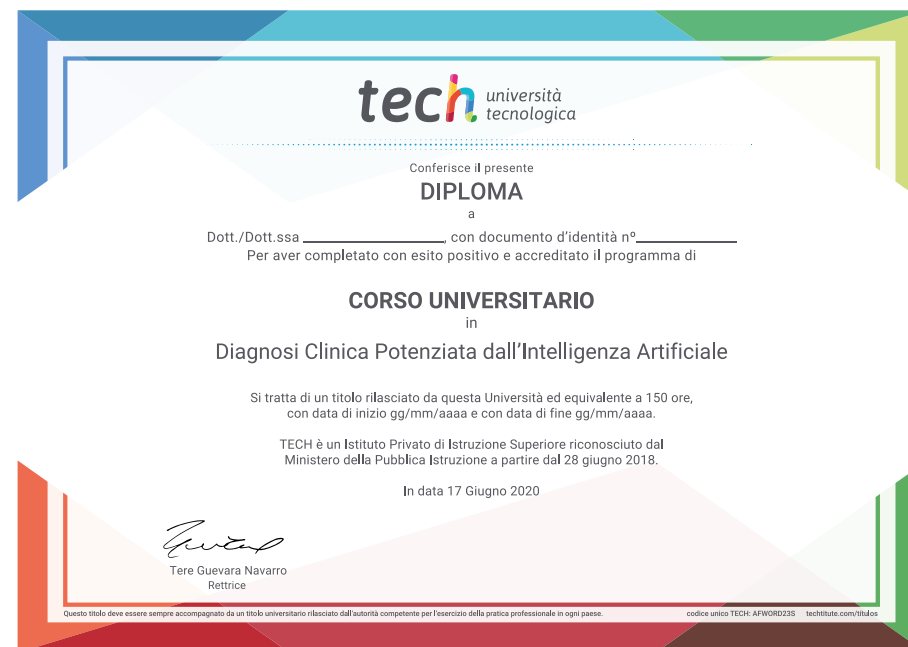 tech università
tecnologica
Conferisce il presente
DIPLOMA
a
Dott./Dott.ssa ________________, con documento d'identità nº____________
Per aver completato con esito positivo e accreditato il programma di
CORSO UNIVERSITARIO
in
Diagnosi Clinica Potenziata dall'Intelligenza Artificiale
Si tratta di un titolo rilasciato da questa Università ed equivalente a 150 ore,
con data di inizio gg/mm/aaaa e con data di fine gg/mm/aaaa.
TECH è un Istituto Privato di Istruzione Superiore riconosciuto dal
Ministero della Pubblica Istruzione a partire dal 28 giugno 2018.
In data 17 Giugno 2020
Tere Guevara Navarro
Rettrice
Questo titolo deve essere sempre accompagnato da un titolo universitario rilasciato dall'autorità competente per l'esercizio della pratica professionale in ogni paese. codice unico TECH: AFWORD23S techtitute.com/titulos